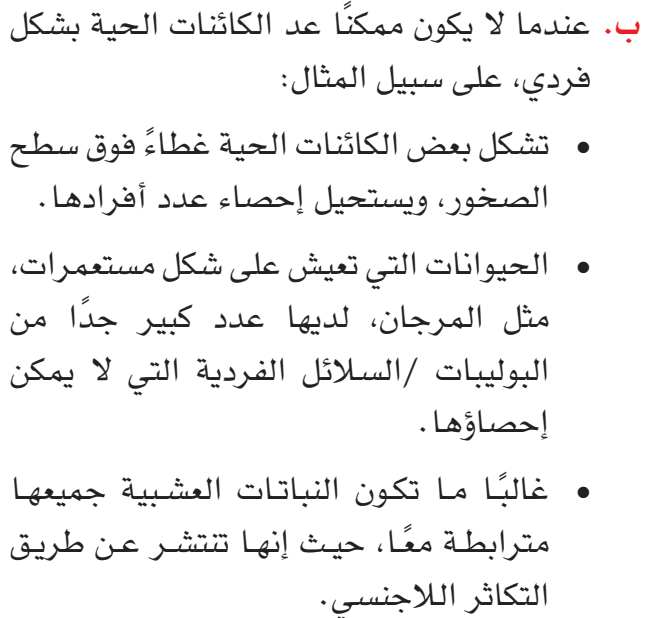 ب. عندما لا يكون ممكنًا عد الكائنات الحية بشكل
فردي، على سبيل المثال:
• تشكل بعض الكائنات الحية غطاءً فوق سطح
الصخور، ويستحيل إحصاء عدد أفرادها.
• الحيوانات التي تعيش على شكل مستعمرات،
مثل المرجان، لديها عدد كبير جدًا من
البوليبات /السلائل الفردية التي لا يمكن
إحصاؤها.
• غالبًا ما تكون النباتات العشبية جميعها
مترابطة معًا، حيث إنها تنتشر عن طريق
التكاثر اللاجنسي.